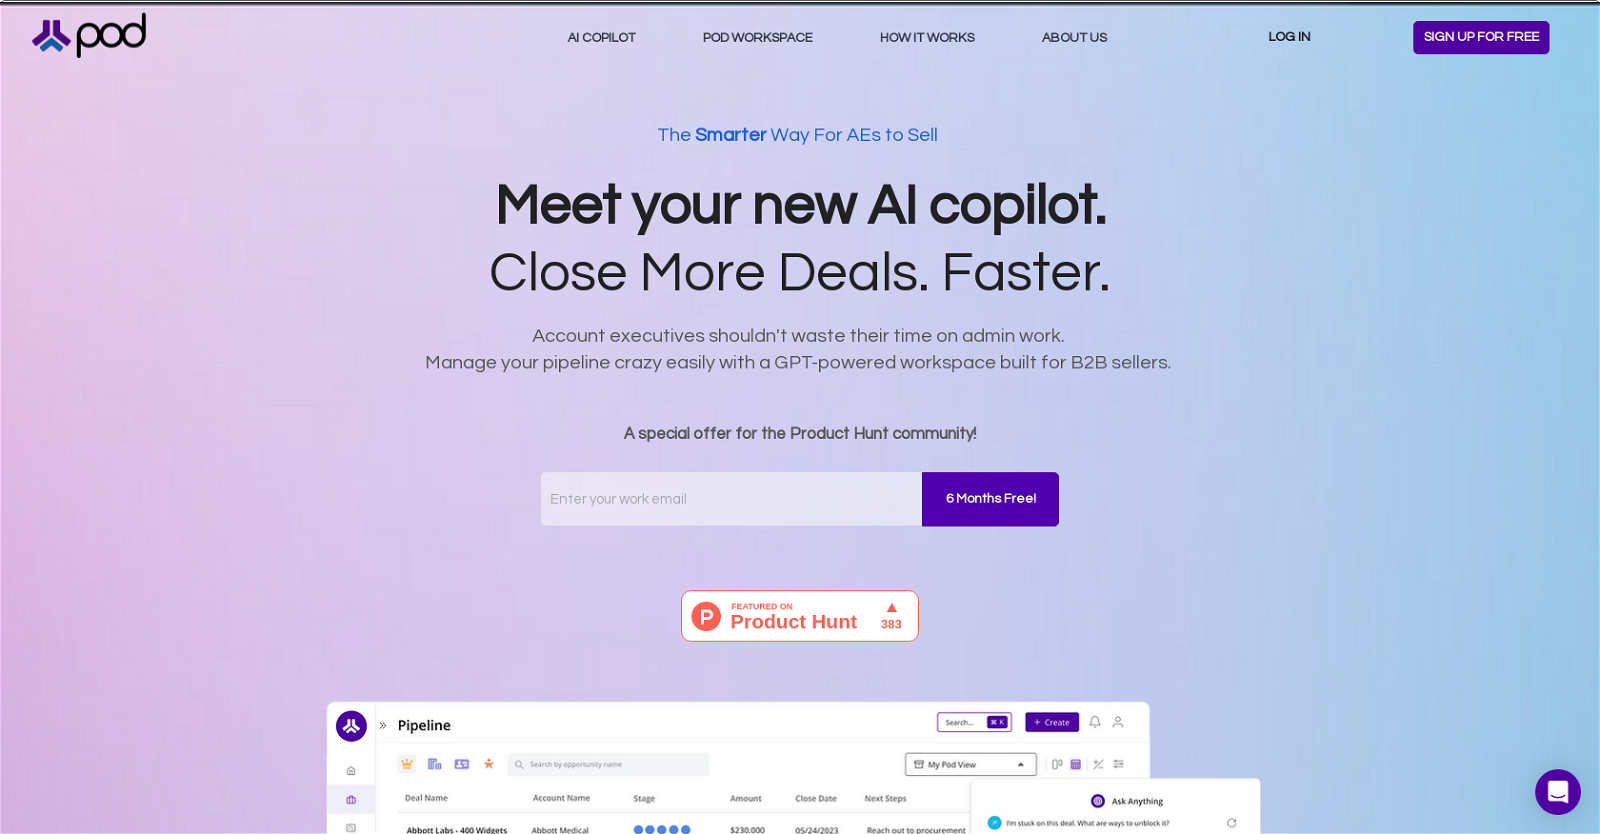 pod
AI COPILOT
POD WORKSPACE
HOW IT WORKS
ABOUT US
LOG IN
SIGN UP FOR FREE
The Smarter Way For AEs to Sell
Meet your new AI copilot.
Close More Deals. Faster.
Account executives shouldn't waste their time on admin work.
Manage your pipeline crazy easily with a GPT-powered workspace built for B2B sellers.
A special offer for the Product Hunt community!
Enter your work email
6 Months Free!
P
FEATURED ON
Product Hunt
▲
383
» Pipeline
Search...
⌘ K
+ Create
Search by opportunity name
My Pod View
Deal Name
Account Name
Stage
Amount
Close Date
Next Steps
Ask Anything
Abbott Labs - 400 Widgets
Abbott Medical
$230,000
05/24/2023
Reach out to procurement
I'm stuck on this deal. What are ways to unblock it?